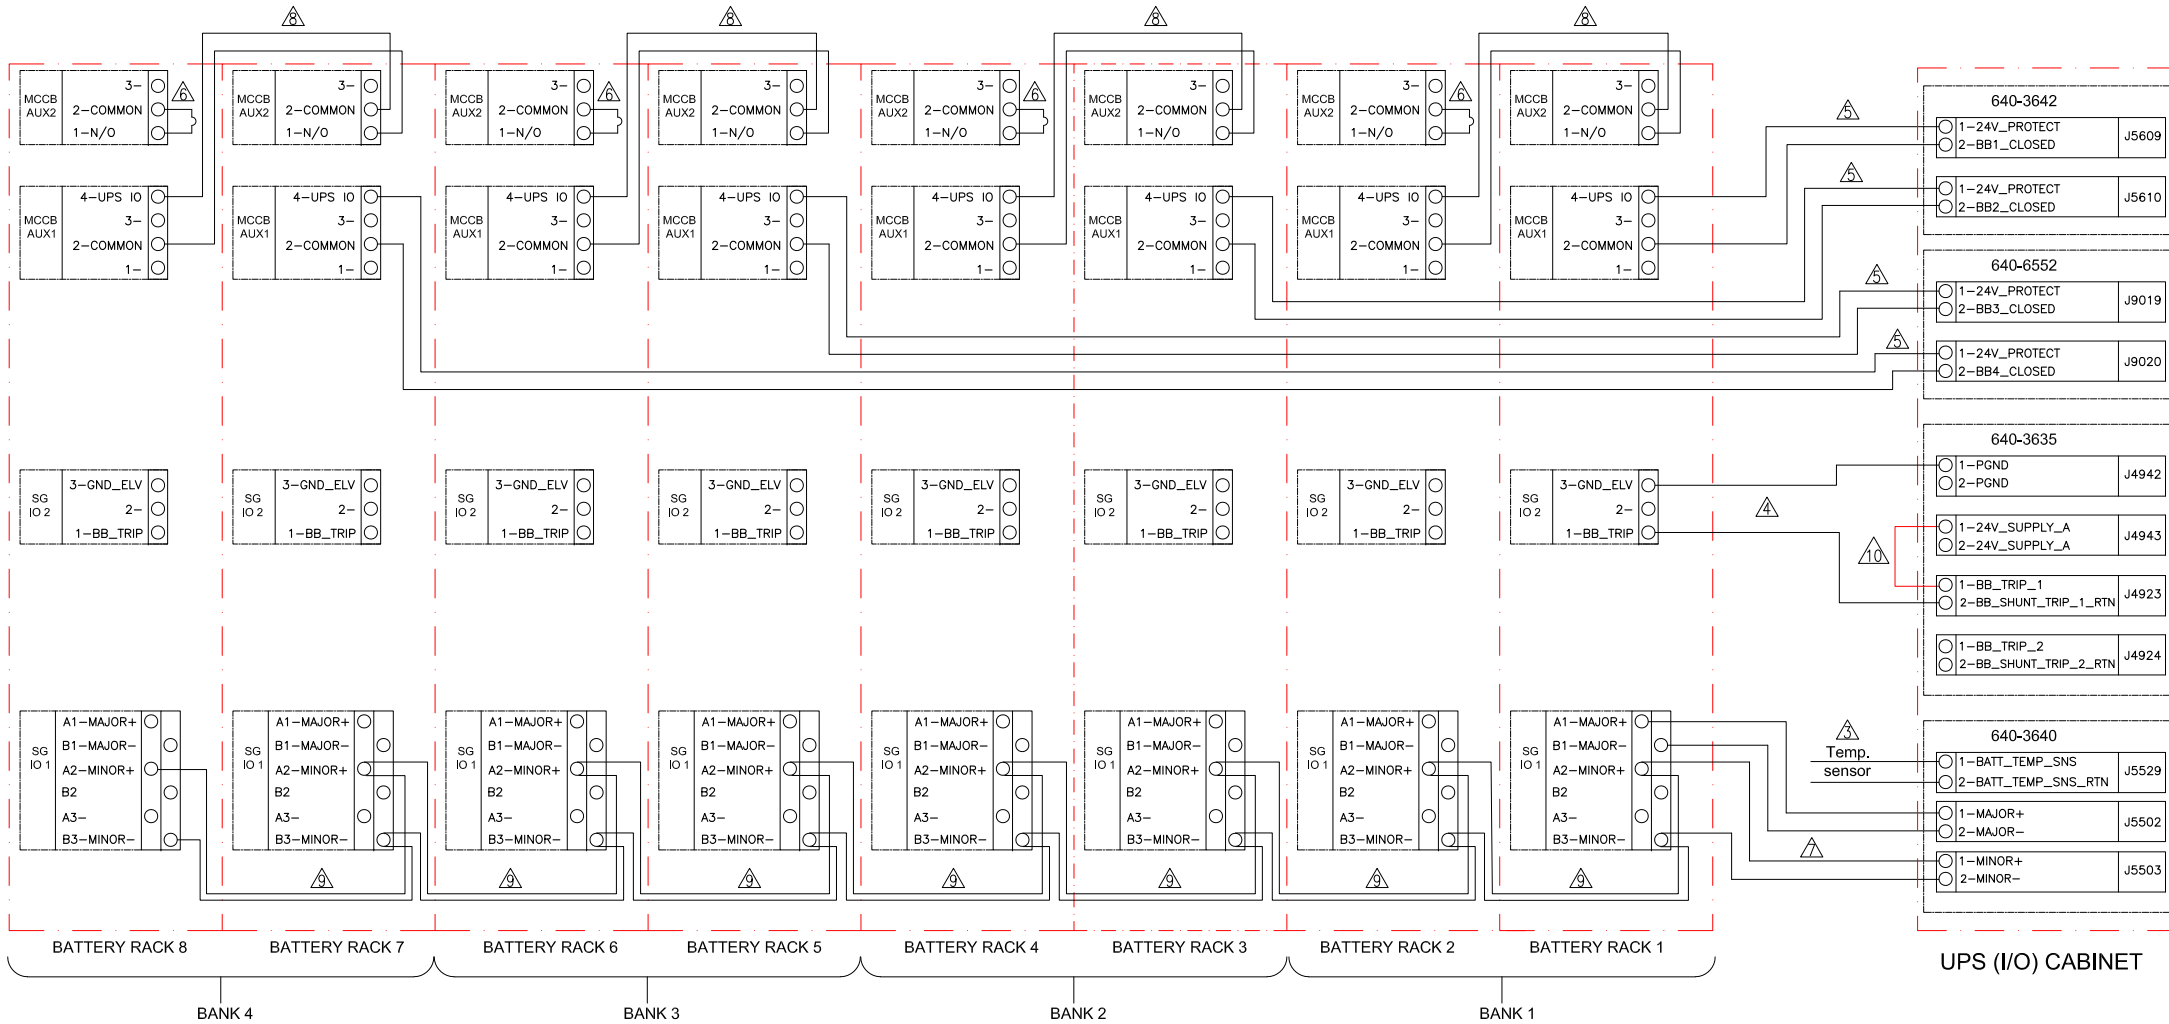 8 8 8 8
MCCB AUX2 3- 2-COMMON 1-N/O 6
MCCB AUX2 3- 2-COMMON 1-N/O
MCCB AUX2 3- 2-COMMON 1-N/O 6
MCCB AUX2 3- 2-COMMON 1-N/O
MCCB AUX2 3- 2-COMMON 1-N/O 6
MCCB AUX2 3- 2-COMMON 1-N/O
MCCB AUX2 3- 2-COMMON 1-N/O 6
MCCB AUX2 3- 2-COMMON 1-N/O
MCCB AUX1 4-UPS IO 3- 2-COMMON 1-
MCCB AUX1 4-UPS IO 3- 2-COMMON 1-
MCCB AUX1 4-UPS IO 3- 2-COMMON 1-
MCCB AUX1 4-UPS IO 3- 2-COMMON 1-
MCCB AUX1 4-UPS IO 3- 2-COMMON 1-
MCCB AUX1 4-UPS IO 3- 2-COMMON 1-
MCCB AUX1 4-UPS IO 3- 2-COMMON 1-
MCCB AUX1 4-UPS IO 3- 2-COMMON 1-
SG IO 2 3-GND_ELV 2- 1-BB_TRIP
SG IO 2 3-GND_ELV 2- 1-BB_TRIP
SG IO 2 3-GND_ELV 2- 1-BB_TRIP
SG IO 2 3-GND_ELV 2- 1-BB_TRIP
SG IO 2 3-GND_ELV 2- 1-BB_TRIP
SG IO 2 3-GND_ELV 2- 1-BB_TRIP
SG IO 2 3-GND_ELV 2- 1-BB_TRIP
SG IO 2 3-GND_ELV 2- 1-BB_TRIP
SG IO 1 A1-MAJOR+ B1-MAJOR- A2-MINOR+ B2 A3- B3-MINOR-
SG IO 1 A1-MAJOR+ B1-MAJOR- A2-MINOR+ B2 A3- B3-MINOR-
SG IO 1 A1-MAJOR+ B1-MAJOR- A2-MINOR+ B2 A3- B3-MINOR-
SG IO 1 A1-MAJOR+ B1-MAJOR- A2-MINOR+ B2 A3- B3-MINOR-
SG IO 1 A1-MAJOR+ B1-MAJOR- A2-MINOR+ B2 A3- B3-MINOR-
SG IO 1 A1-MAJOR+ B1-MAJOR- A2-MINOR+ B2 A3- B3-MINOR-
SG IO 1 A1-MAJOR+ B1-MAJOR- A2-MINOR+ B2 A3- B3-MINOR-
SG IO 1 A1-MAJOR+ B1-MAJOR- A2-MINOR+ B2 A3- B3-MINOR-
9 9 9 9 9 9 9
BATTERY RACK 8 BATTERY RACK 7 BATTERY RACK 6 BATTERY RACK 5 BATTERY RACK 4 BATTERY RACK 3 BATTERY RACK 2 BATTERY RACK 1
BANK 4 BANK 3 BANK 2 BANK 1
640-3642
5
1-24V_PROTECT
2-BB1_CLOSED
J5609
5
1-24V_PROTECT
2-BB2_CLOSED
J5610
640-6552
5
1-24V_PROTECT
2-BB3_CLOSED
J9019
5
1-24V_PROTECT
2-BB4_CLOSED
J9020
640-3635
1-PGND
2-PGND
J4942
4
1-24V_SUPPLY_A
2-24V_SUPPLY_A
J4943
10
1-BB_TRIP_1
2-BB_SHUNT_TRIP_1_RTN
J4923
1-BB_TRIP_2
2-BB_SHUNT_TRIP_2_RTN
J4924
640-3640
3
Temp.
sensor
1-BATT_TEMP_SNS
2-BATT_TEMP_SNS_RTN
J5529
1-MAJOR+
2-MAJOR-
J5502
7
1-MINOR+
2-MINOR-
J5503
UPS (I/O) CABINET